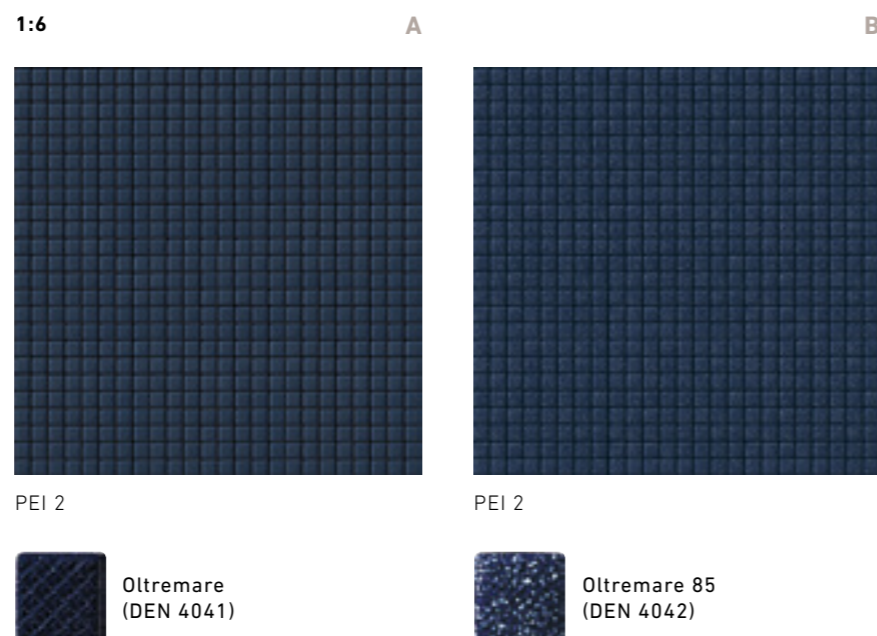 1:6
A
B
PEI 2
PEI 2
Oltremare
(DEN 4041)
Oltremare 85
(DEN 4042)